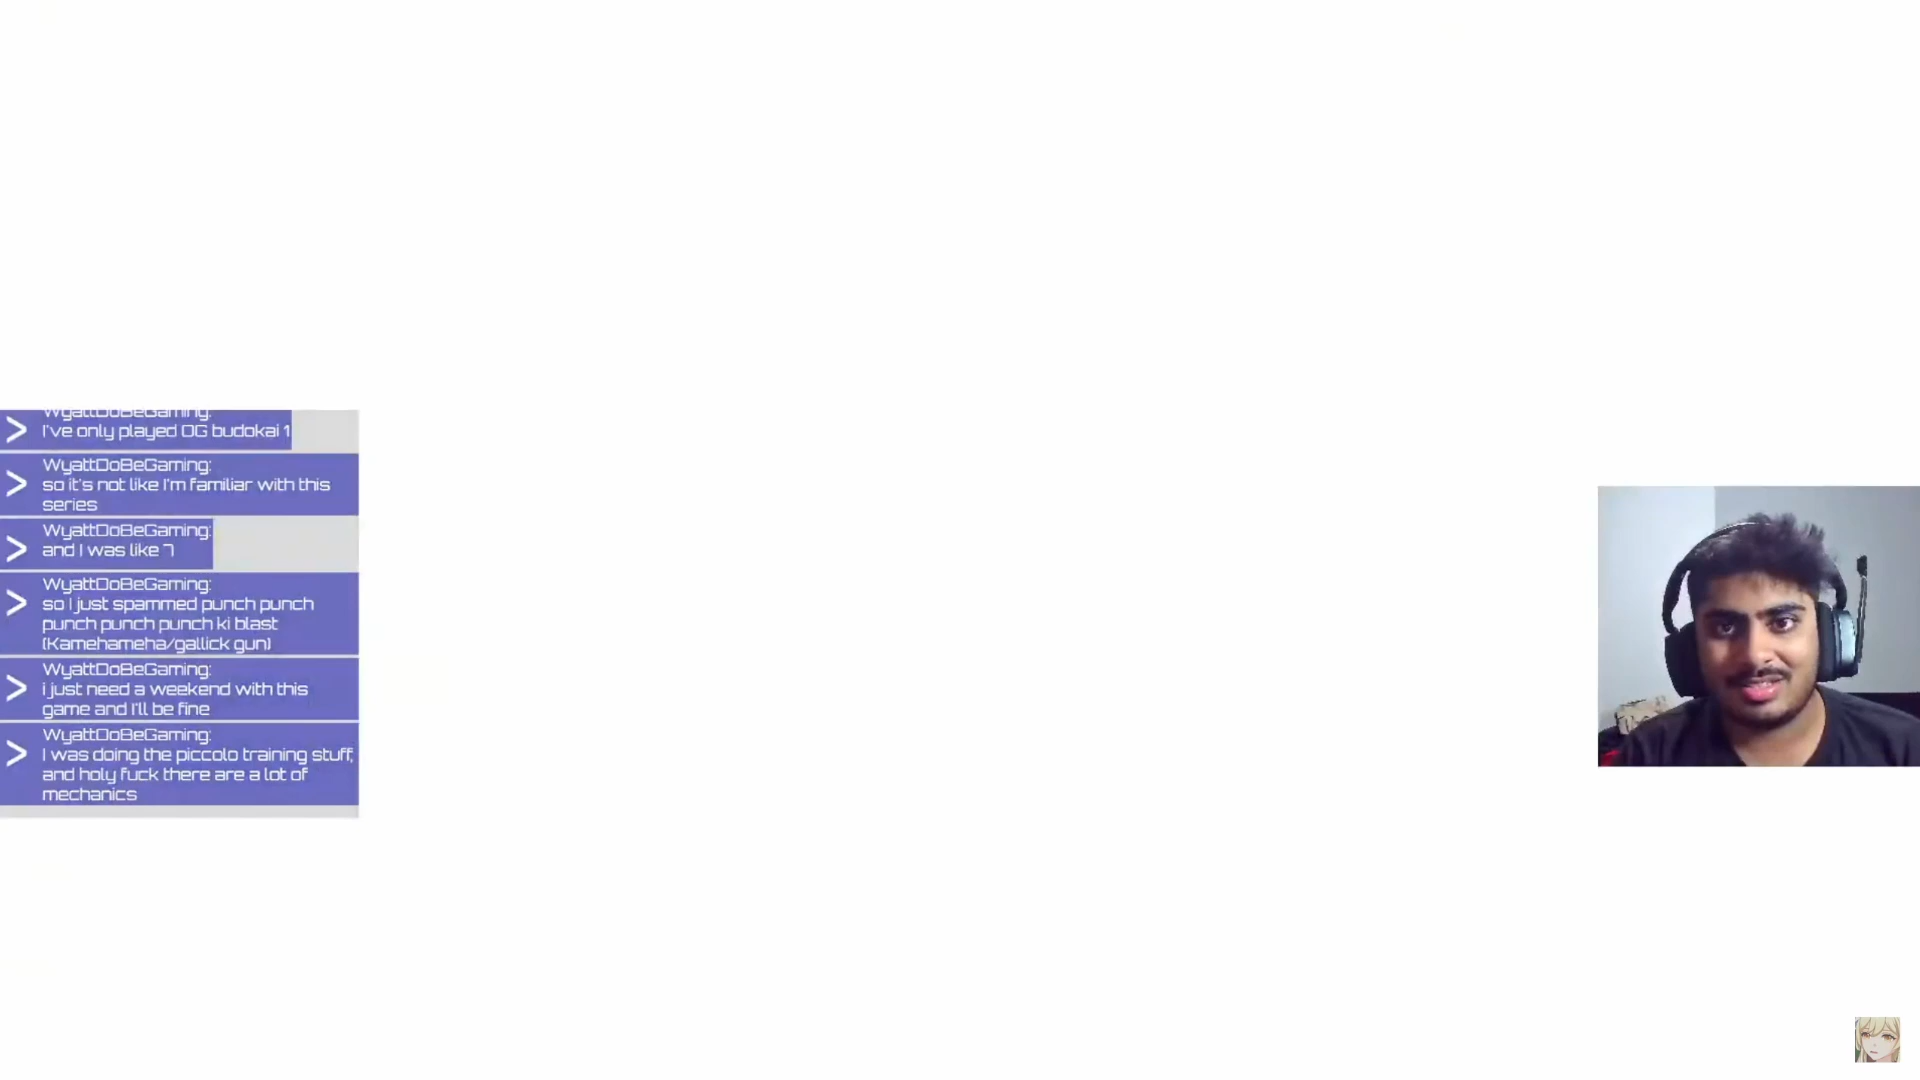 WyattDoBeGaming:
I've only played OG budokai 1
WyattDoBeGaming:
so it's not like I'm familiar with this
series
WyattDoBeGaming:
and I was like 7
WyattDoBeGaming:
so I just spammed punch punch
punch punch punch ki blast
(Kamehameha/gallick gun)
WyattDoBeGaming:
i just need a weekend with this
game and I'll be fine
WyattDoBeGaming:
I was doing the piccolo training stuff,
and holy fuck there are a lot of
mechanics